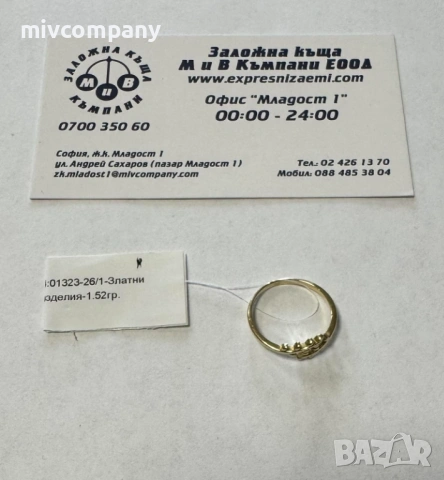 mivcompany
ЗАЛОЖНА КЪЩА
М и В
КЪМПАНИ
0700 350 60
Заложна къща
М и В Къмпани ЕООД
www.expresnizaemi.com
Офис "Младост 1"
00:00 - 24:00
София, ж.к. Младост 1
ул. Андрей Сахаров (пазар Младост 1)
zk.mladost1@mivcompany.com
Тел.: 02 426 13 70
Мобил: 088 485 38 04
:01323-26/1-Златни
зделия-1.52гр.
BAZAR